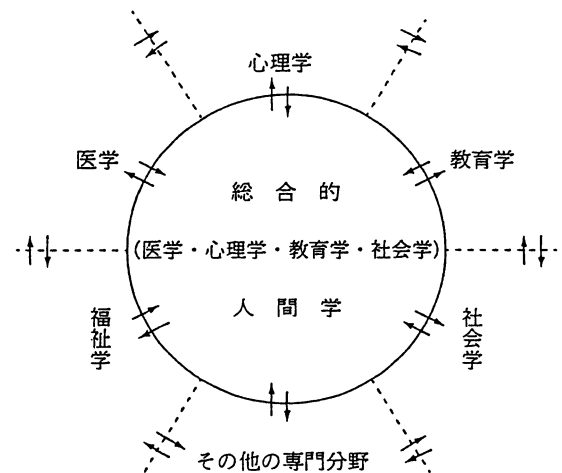 心理学
医学
教育学
総合的
(医学・心理学・教育学・社会学)
人間学
福祉学
社会学
その他の専門分野